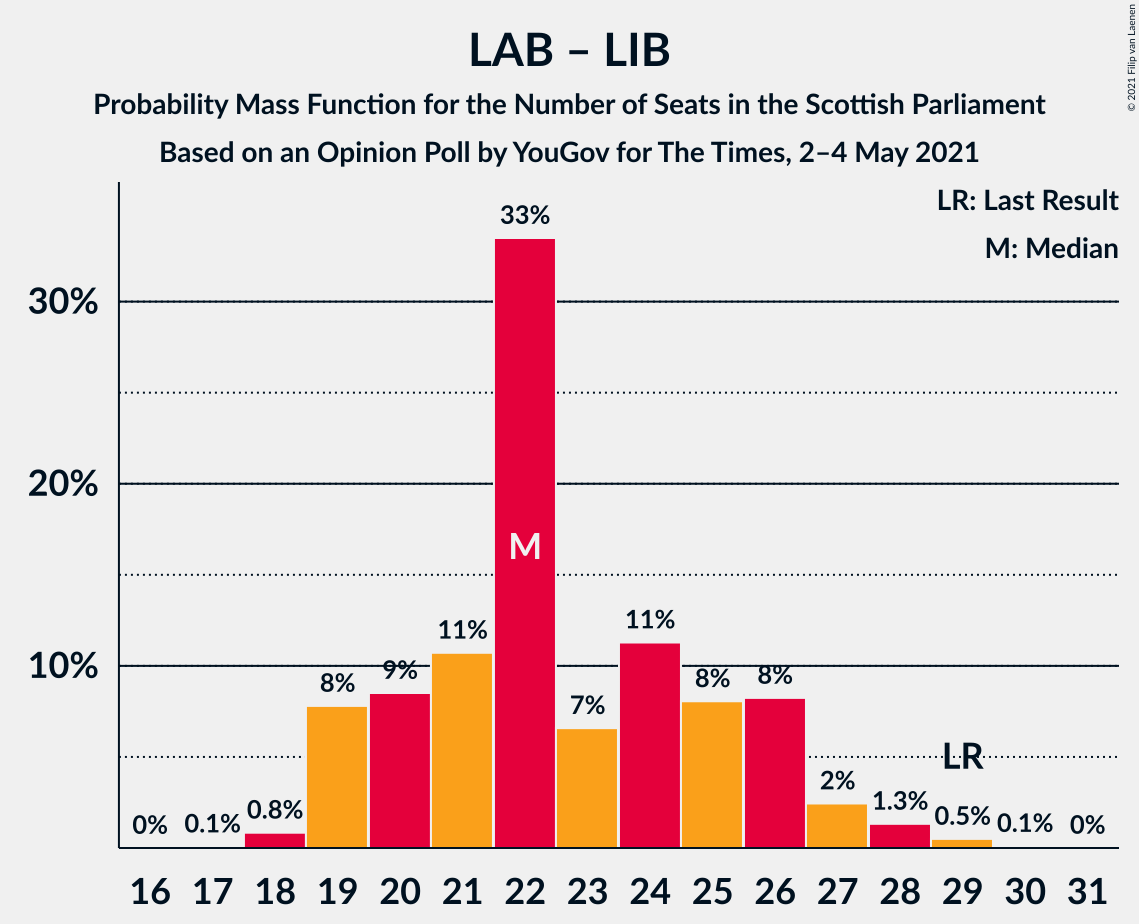 © 2021 Filip van Laenen
LAB – LIB
Probability Mass Function for the Number of Seats in the Scottish Parliament
Based on an Opinion Poll by YouGov for The Times, 2–4 May 2021
LR: Last Result
M: Median
30%
20%
10%
0%
0.1%
0.8%
8%
9%
11%
33%
M
7%
11%
8%
8%
2%
1.3%
LR
0.5%
0.1%
0%
16 17 18 19 20 21 22 23 24 25 26 27 28 29 30 31